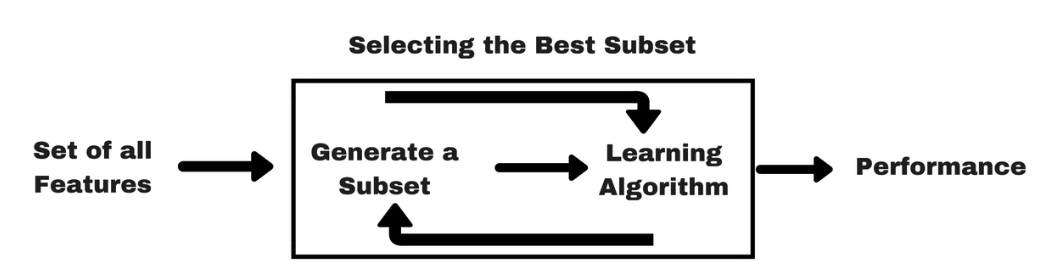 Selecting the Best Subset
Set of all
Features
Generate a
Subset
Learning
Algorithm
Performance